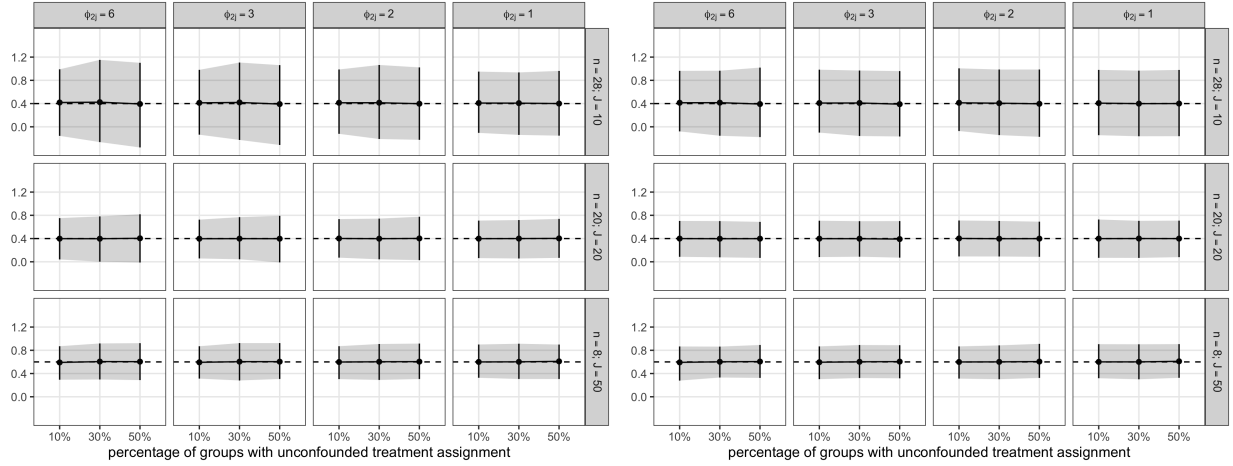 ϕ2j = 6 ϕ2j = 3 ϕ2j = 2 ϕ2j = 1
1.2
0.8
0.4
0.0
n = 28; J = 10
1.2
0.8
0.4
0.0
n = 20; J = 20
1.2
0.8
0.4
0.0
n = 8; J = 50
10% 30% 50% 10% 30% 50% 10% 30% 50% 10% 30% 50%
percentage of groups with unconfounded treatment assignment
ϕ2j = 6 ϕ2j = 3 ϕ2j = 2 ϕ2j = 1
n = 28; J = 10
n = 20; J = 20
n = 8; J = 50
10% 30% 50% 10% 30% 50% 10% 30% 50% 10% 30% 50%
percentage of groups with unconfounded treatment assignment